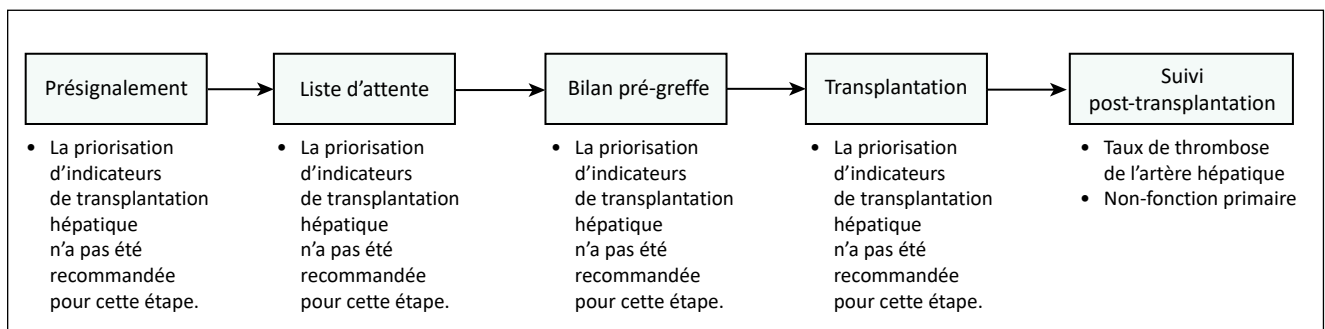 Présignalement
Liste d’attente
Bilan pré-greffe
Transplantation
Suivi
post-transplantation
• La priorisation
d’indicateurs
de transplantation
hépatique
n’a pas été
recommandée
pour cette étape.
• La priorisation
d’indicateurs
de transplantation
hépatique
n’a pas été
recommandée
pour cette étape.
• La priorisation
d’indicateurs
de transplantation
hépatique
n’a pas été
recommandée
pour cette étape.
• La priorisation
d’indicateurs
de transplantation
hépatique
n’a pas été
recommandée
pour cette étape.
• Taux de thrombose
de l’artère hépatique
• Non-fonction primaire